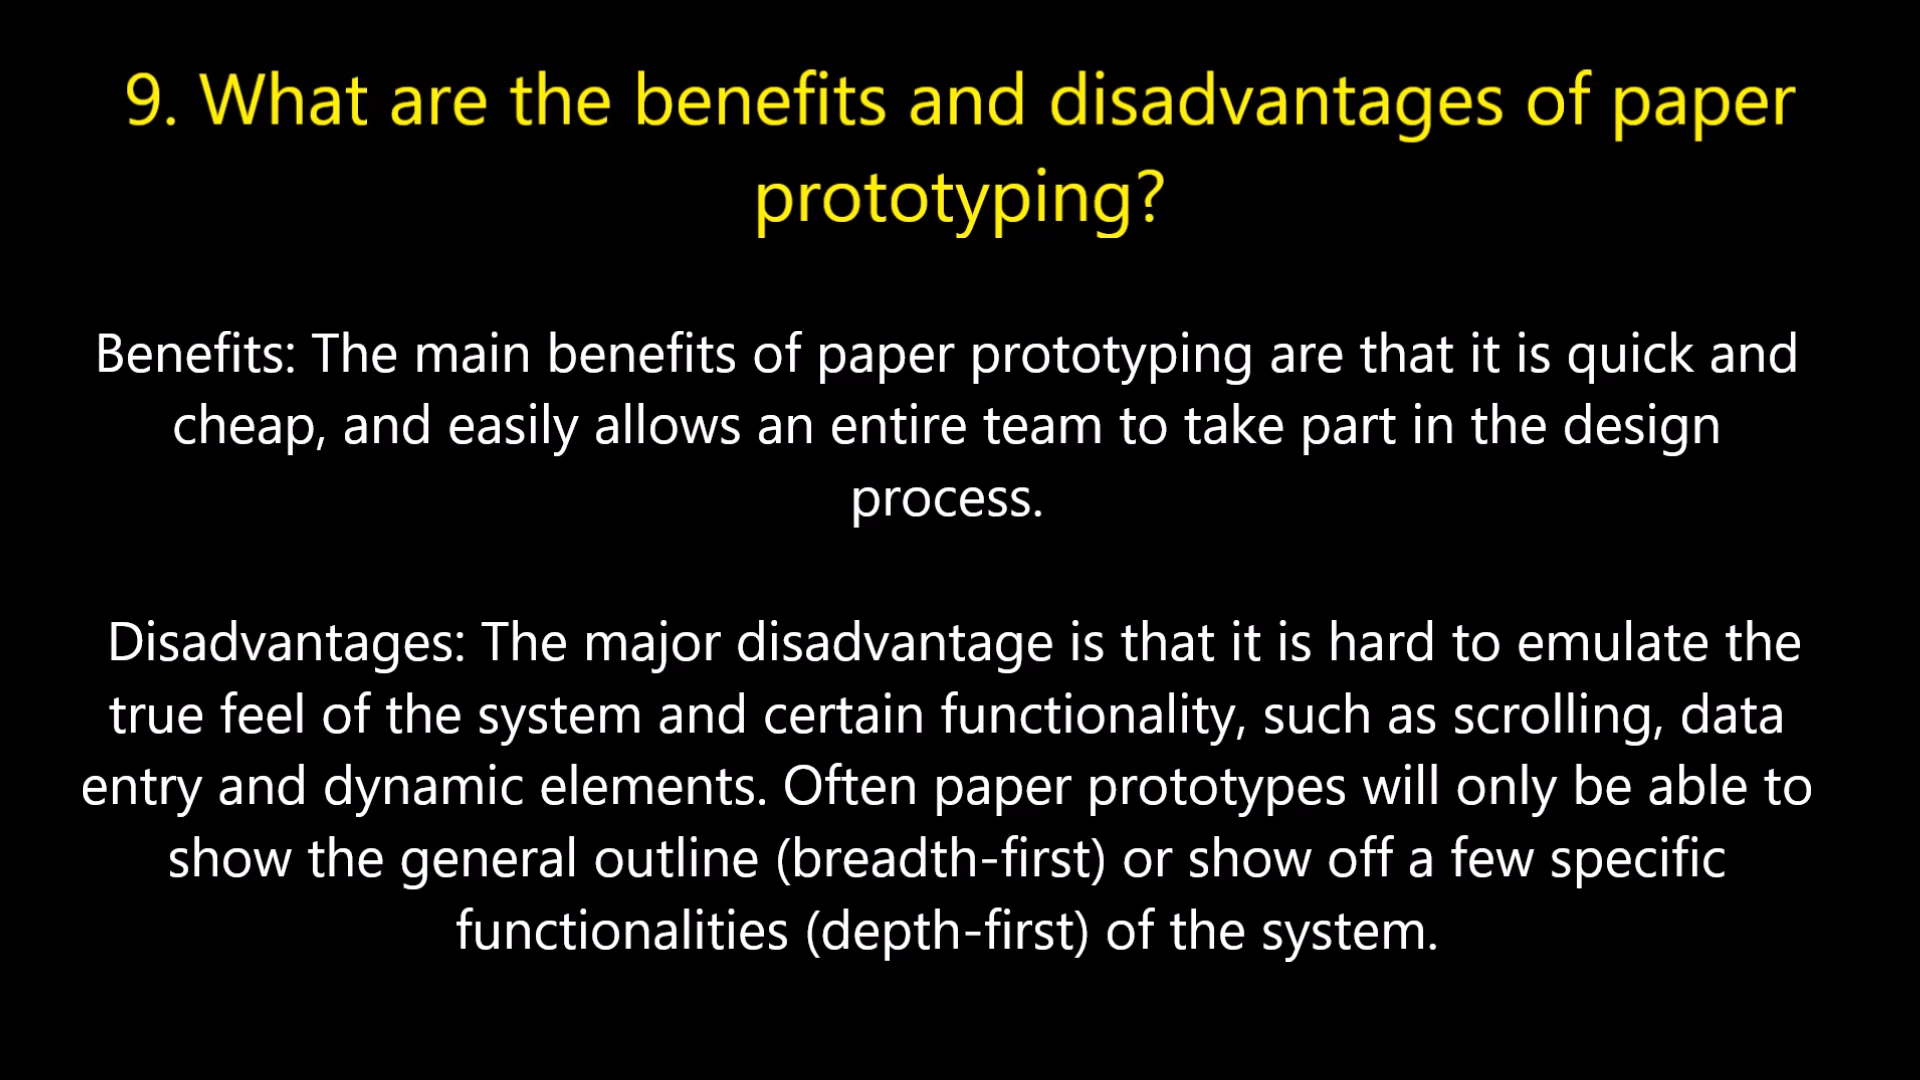 9. What are the benefits and disadvantages of paper
prototyping?
Benefits: The main benefits of paper prototyping are that it is quick and
cheap, and easily allows an entire team to take part in the design
process.
Disadvantages: The major disadvantage is that it is hard to emulate the
true feel of the system and certain functionality, such as scrolling, data
entry and dynamic elements. Often paper prototypes will only be able to
show the general outline (breadth-first) or show off a few specific
functionalities (depth-first) of the system.